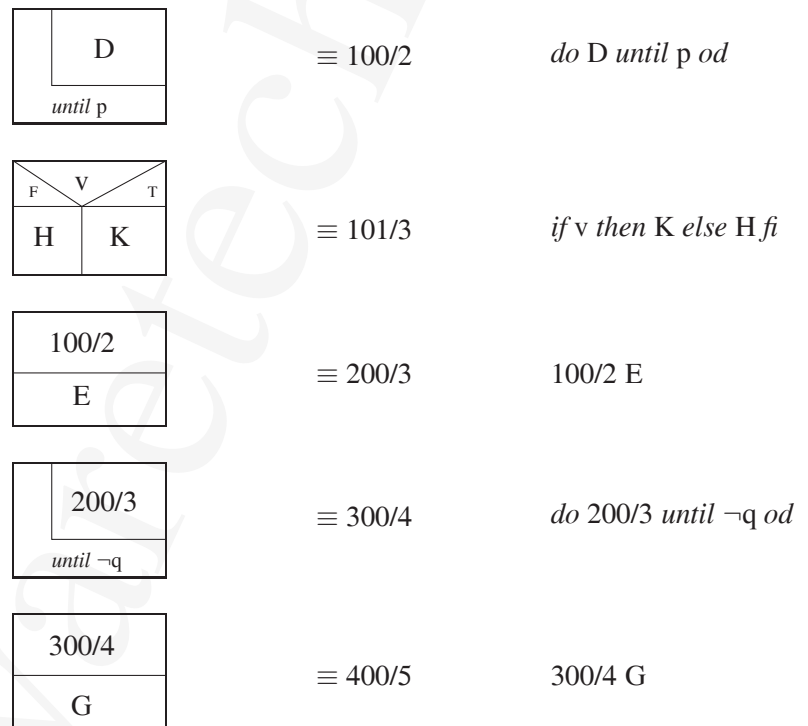 D
until p
≡ 100/2
do D until p od
F v T
H K
≡ 101/3
if v then K else H fi
100/2
E
≡ 200/3
100/2 E
200/3
until ¬q
≡ 300/4
do 200/3 until ¬q od
300/4
G
≡ 400/5
300/4 G